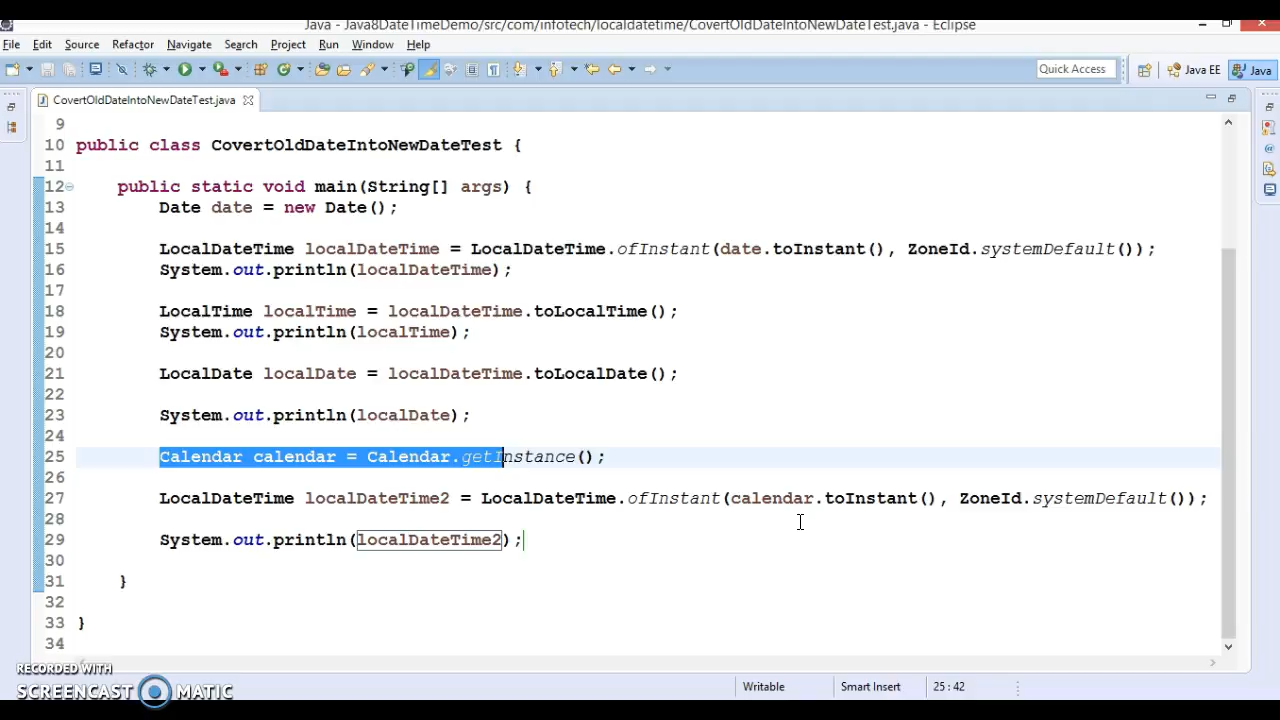 Java - Java8DateTimeDemo/src/com/infotech/localdatetime/CovertOldDateIntoNewDateTest.java - Eclipse
File Edit Source Refactor Navigate Search Project Run Window Help
Quick Access Java EE Java
CovertOldDateIntoNewDateTest.java
9
10 public class CovertOldDateIntoNewDateTest {
11
12 public static void main(String[] args) {
13 Date date = new Date();
14
15 LocalDateTime localDateTime = LocalDateTime.ofInstant(date.toInstant(), ZoneId.systemDefault());
16 System.out.println(localDateTime);
17
18 LocalTime localTime = localDateTime.toLocalTime();
19 System.out.println(localTime);
20
21 LocalDate localDate = localDateTime.toLocalDate();
22
23 System.out.println(localDate);
24
25 Calendar calendar = Calendar.getInstance();
26
27 LocalDateTime localDateTime2 = LocalDateTime.ofInstant(calendar.toInstant(), ZoneId.systemDefault());
28
29 System.out.println(localDateTime2);
30
31 }
32
33 }
34
RECORDED WITH
SCREENCAST MATIC
Writable Smart Insert 25 : 42